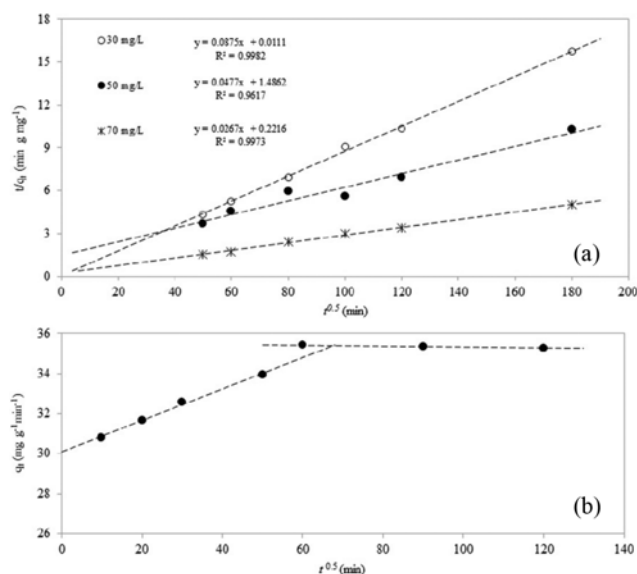 18
15
12
9
6
3
0
t/qₜ (min g mg⁻¹)
30 mg/L
y = 0.0875x + 0.0111
R² = 0.9982
50 mg/L
y = 0.0477x + 1.4862
R² = 0.9617
70 mg/L
y = 0.0267x + 0.2216
R² = 0.9973
(a)
0 20 40 60 80 100 120 140 160 180 200
t^0.5 (min)
36
34
32
30
28
26
qₜ (mg g⁻¹min⁻¹)
(b)
0 20 40 60 80 100 120 140
t^0.5 (min)